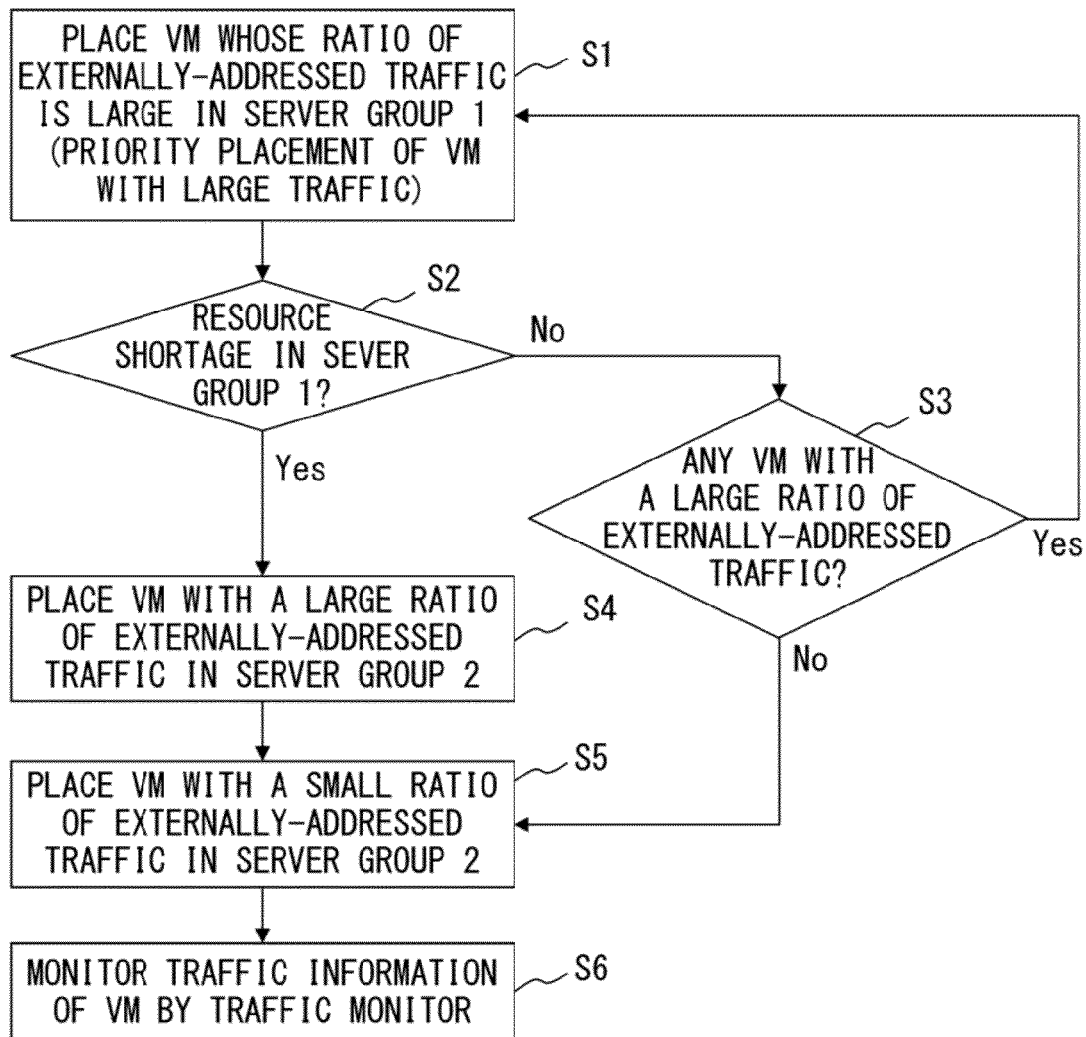 PLACE VM WHOSE RATIO OF
EXTERNALLY-ADDRESSED TRAFFIC
IS LARGE IN SERVER GROUP 1
(PRIORITY PLACEMENT OF VM
WITH LARGE TRAFFIC)
S1
S2
RESOURCE
SHORTAGE IN SEVER
GROUP 1?
No
Yes
S3
ANY VM WITH
A LARGE RATIO OF
EXTERNALLY-ADDRESSED
TRAFFIC?
Yes
No
PLACE VM WITH A LARGE RATIO
OF EXTERNALLY-ADDRESSED
TRAFFIC IN SERVER GROUP 2
S4
PLACE VM WITH A SMALL RATIO
OF EXTERNALLY-ADDRESSED
TRAFFIC IN SERVER GROUP 2
S5
MONITOR TRAFFIC INFORMATION
OF VM BY TRAFFIC MONITOR
S6